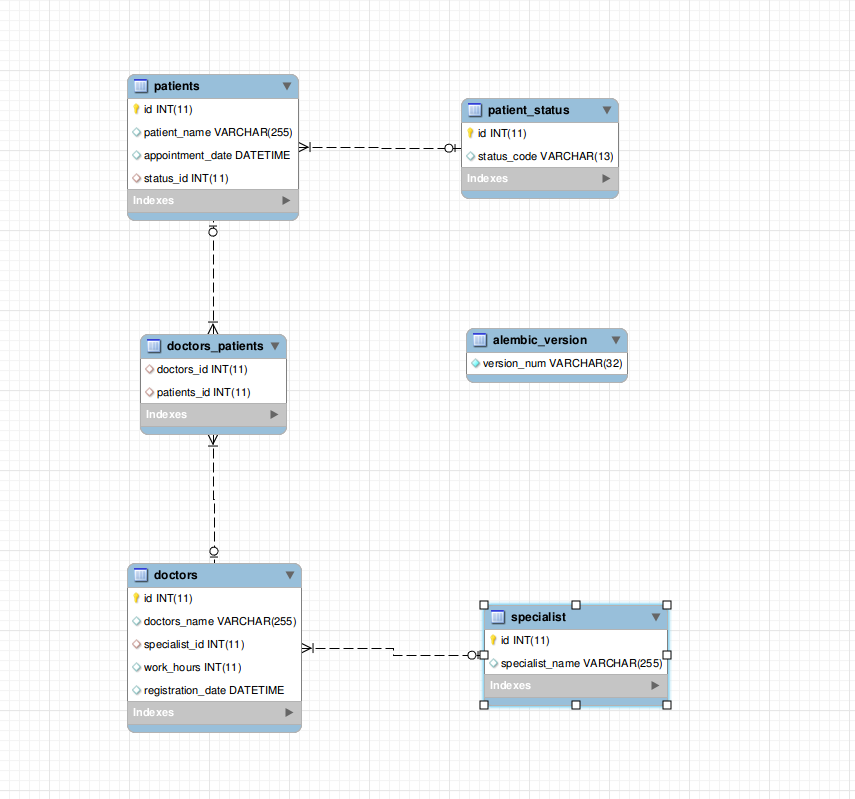 patients
id INT(11)
patient_name VARCHAR(255)
appointment_date DATETIME
status_id INT(11)
Indexes
patient_status
id INT(11)
status_code VARCHAR(13)
Indexes
doctors_patients
doctors_id INT(11)
patients_id INT(11)
Indexes
alembic_version
version_num VARCHAR(32)
doctors
id INT(11)
doctors_name VARCHAR(255)
specialist_id INT(11)
work_hours INT(11)
registration_date DATETIME
Indexes
specialist
id INT(11)
specialist_name VARCHAR(255)
Indexes